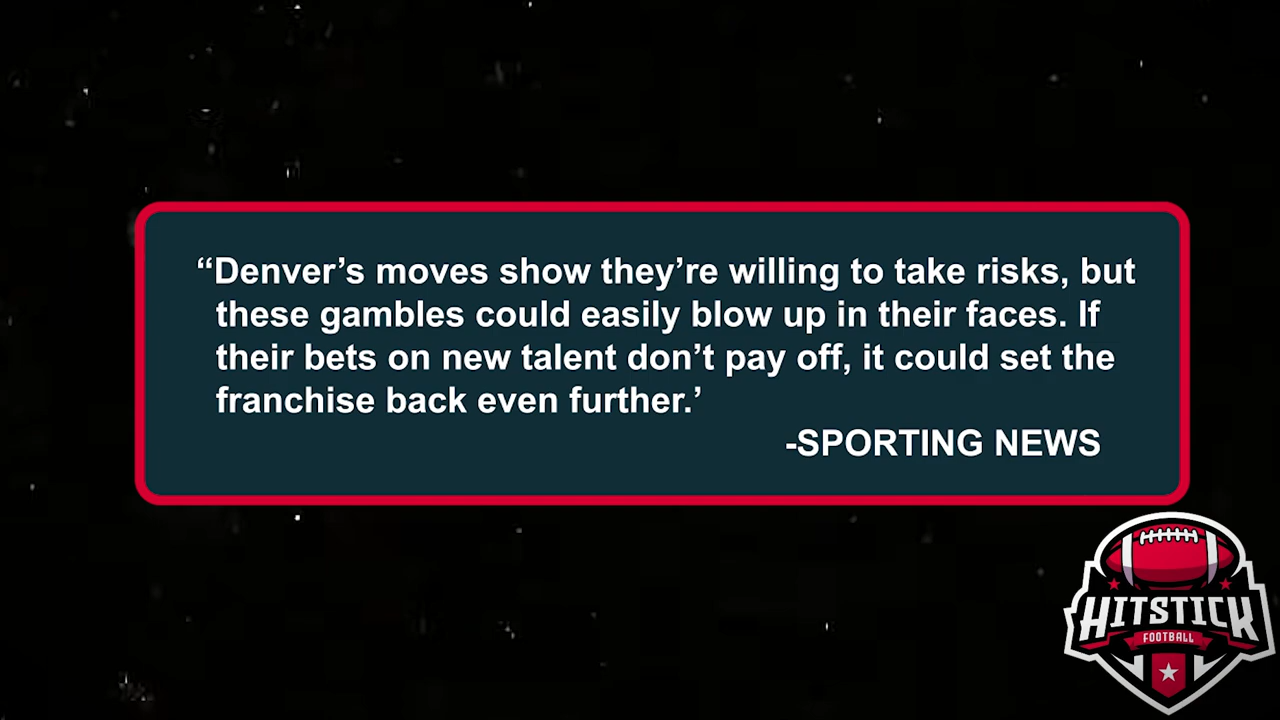 “Denver’s moves show they’re willing to take risks, but
these gambles could easily blow up in their faces. If
their bets on new talent don’t pay off, it could set the
franchise back even further.’
-SPORTING NEWS
HITSTICK
FOOTBALL